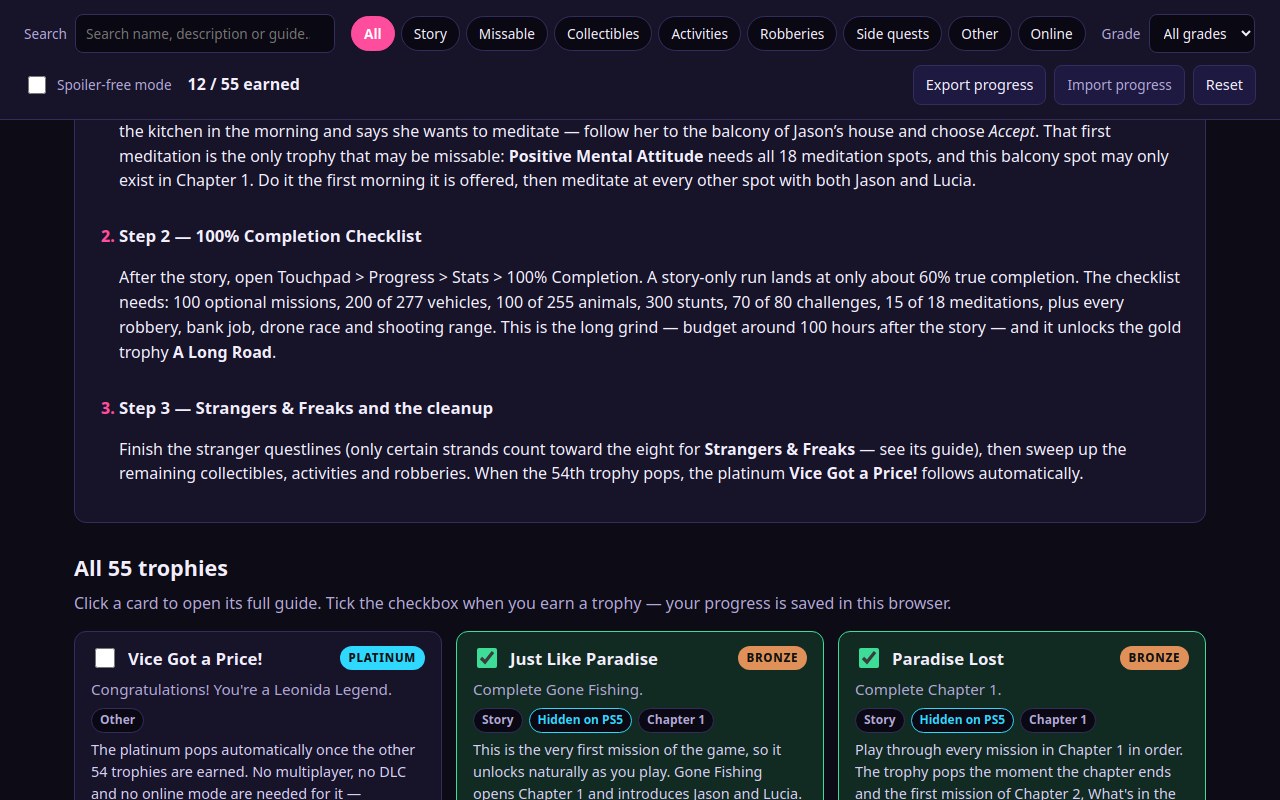 Search
Search name, description or guide.
All
Story
Missable
Collectibles
Activities
Robberies
Side quests
Other
Online
Grade
All grades
Spoiler-free mode
12 / 55 earned
Export progress
Import progress
Reset
the kitchen in the morning and says she wants to meditate — follow her to the balcony of Jason’s house and choose Accept. That first
meditation is the only trophy that may be missable: Positive Mental Attitude needs all 18 meditation spots, and this balcony spot may only
exist in Chapter 1. Do it the first morning it is offered, then meditate at every other spot with both Jason and Lucia.
2. Step 2 — 100% Completion Checklist
After the story, open Touchpad > Progress > Stats > 100% Completion. A story-only run lands at only about 60% true completion. The checklist
needs: 100 optional missions, 200 of 277 vehicles, 100 of 255 animals, 300 stunts, 70 of 80 challenges, 15 of 18 meditations, plus every
robbery, bank job, drone race and shooting range. This is the long grind — budget around 100 hours after the story — and it unlocks the gold
trophy A Long Road.
3. Step 3 — Strangers & Freaks and the cleanup
Finish the stranger questlines (only certain strands count toward the eight for Strangers & Freaks — see its guide), then sweep up the
remaining collectibles, activities and robberies. When the 54th trophy pops, the platinum Vice Got a Price! follows automatically.
All 55 trophies
Click a card to open its full guide. Tick the checkbox when you earn a trophy — your progress is saved in this browser.
Vice Got a Price!
PLATINUM
Congratulations! You're a Leonida Legend.
Other
The platinum pops automatically once the other
54 trophies are earned. No multiplayer, no DLC
and no online mode are needed for it —
Just Like Paradise
BRONZE
Complete Gone Fishing.
Story
Hidden on PS5
Chapter 1
This is the very first mission of the game, so it
unlocks naturally as you play. Gone Fishing
opens Chapter 1 and introduces Jason and Lucia.
Paradise Lost
BRONZE
Complete Chapter 1.
Story
Hidden on PS5
Chapter 1
Play through every mission in Chapter 1 in order.
The trophy pops the moment the chapter ends
and the first mission of Chapter 2, What's in the